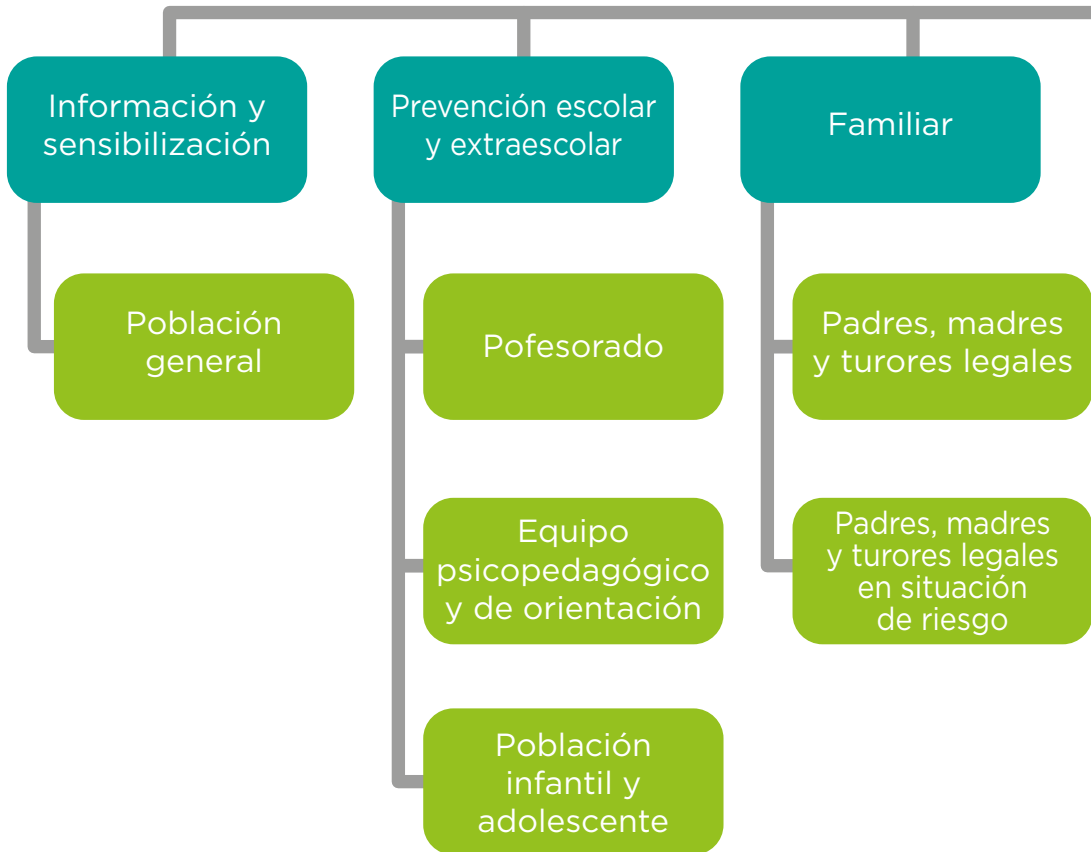 Información y
sensibilización
Prevención escolar
y extraescolar
Familiar
Población
general
Pofesorado
Padres, madres
y turores legales
Equipo
psicopedagógico
y de orientación
Padres, madres
y turores legales
en situación
de riesgo
Población
infantil y
adolescente